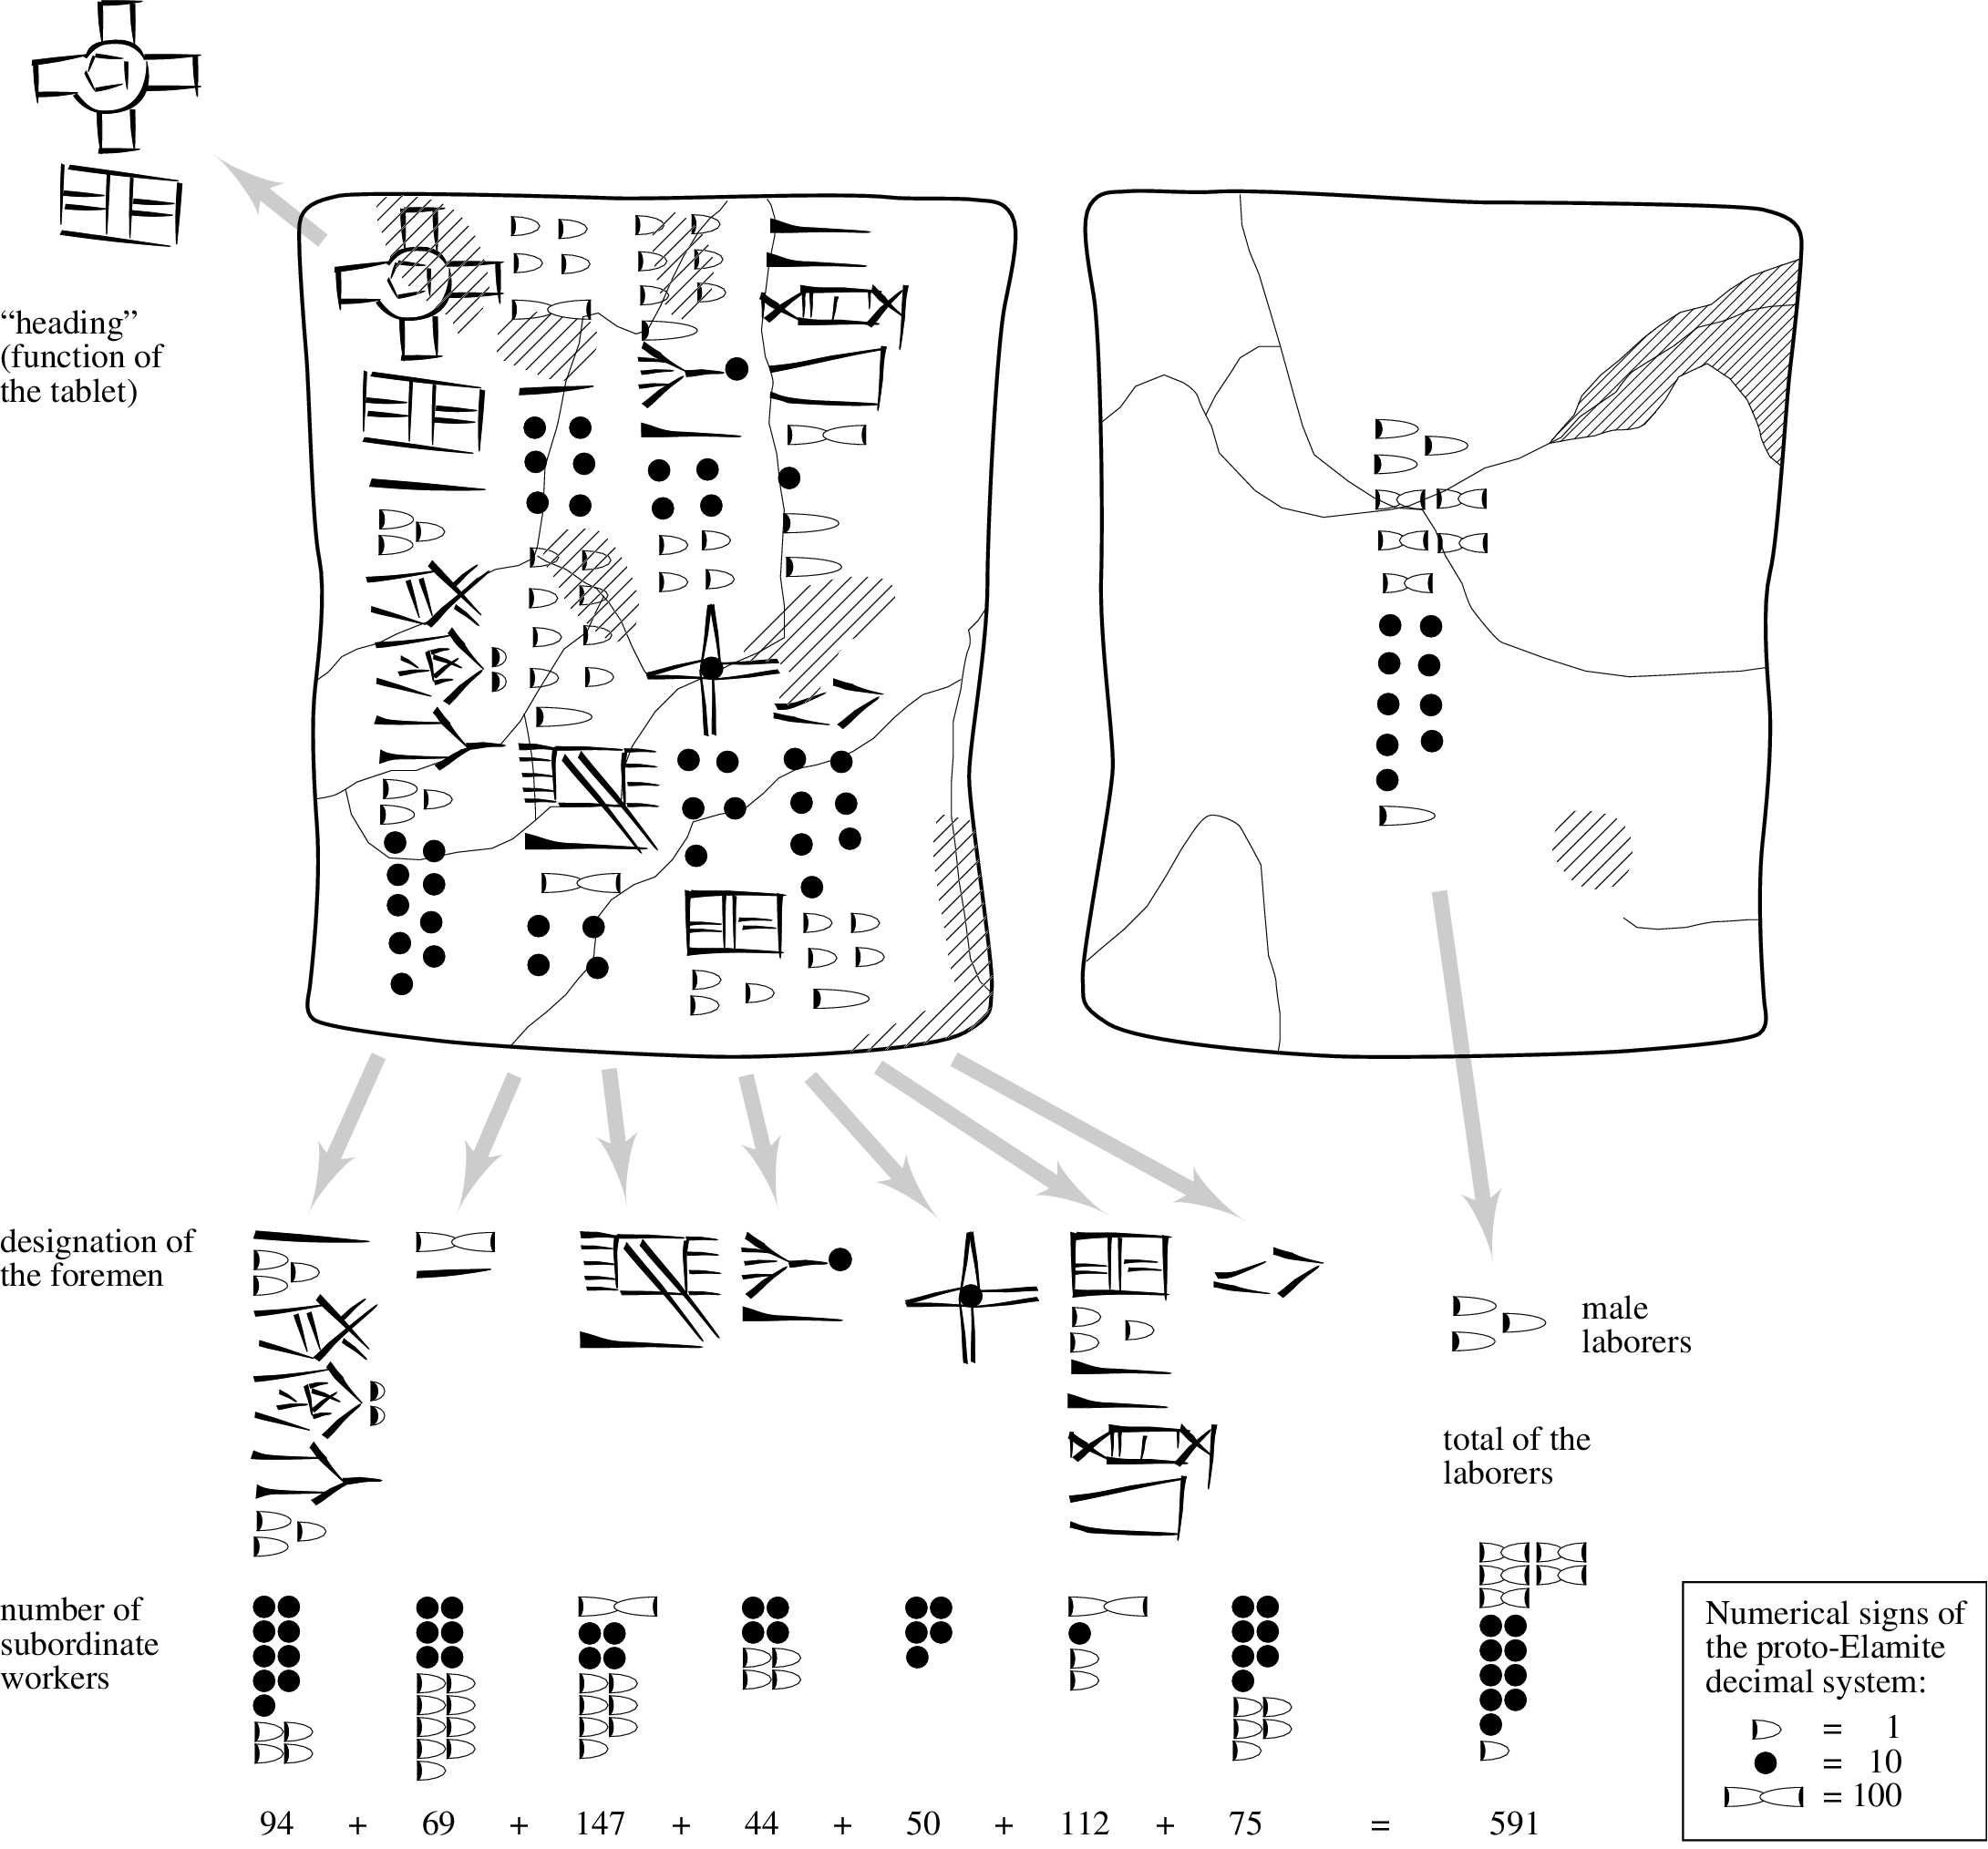 “heading”
(function of
the tablet)
designation of
the foremen
male
laborers
total of the
laborers
number of
subordinate
workers
Numerical signs of
the proto-Elamite
decimal system:
= 1
= 10
= 100
94 + 69 + 147 + 44 + 50 + 112 + 75 = 591